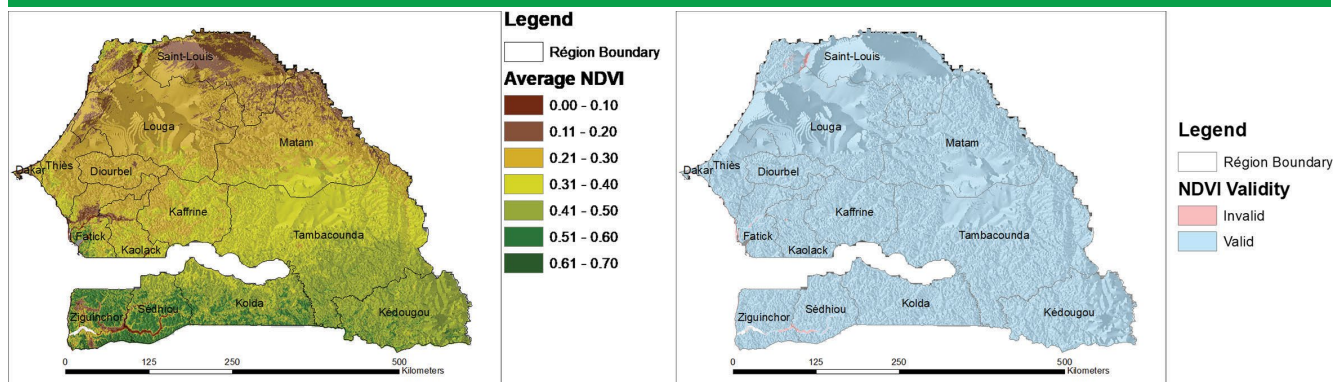 Legend
Région Boundary
Average NDVI
0.00 - 0.10
0.11 - 0.20
0.21 - 0.30
0.31 - 0.40
0.41 - 0.50
0.51 - 0.60
0.61 - 0.70
Saint-Louis
Louga
Matam
Dakar
Thiès
Diourbel
Kaffrine
Fatick
Kaolack
Tambacounda
Ziguinchor
Sédhiou
Kolda
Kédougou
0 125 250 500
Kilometers
Saint-Louis
Louga
Matam
Dakar
Thiès
Diourbel
Kaffrine
Fatick
Kaolack
Tambacounda
Ziguinchor
Sédhiou
Kolda
Kédougou
0 125 250 500
Kilometers
Legend
Région Boundary
NDVI Validity
Invalid
Valid